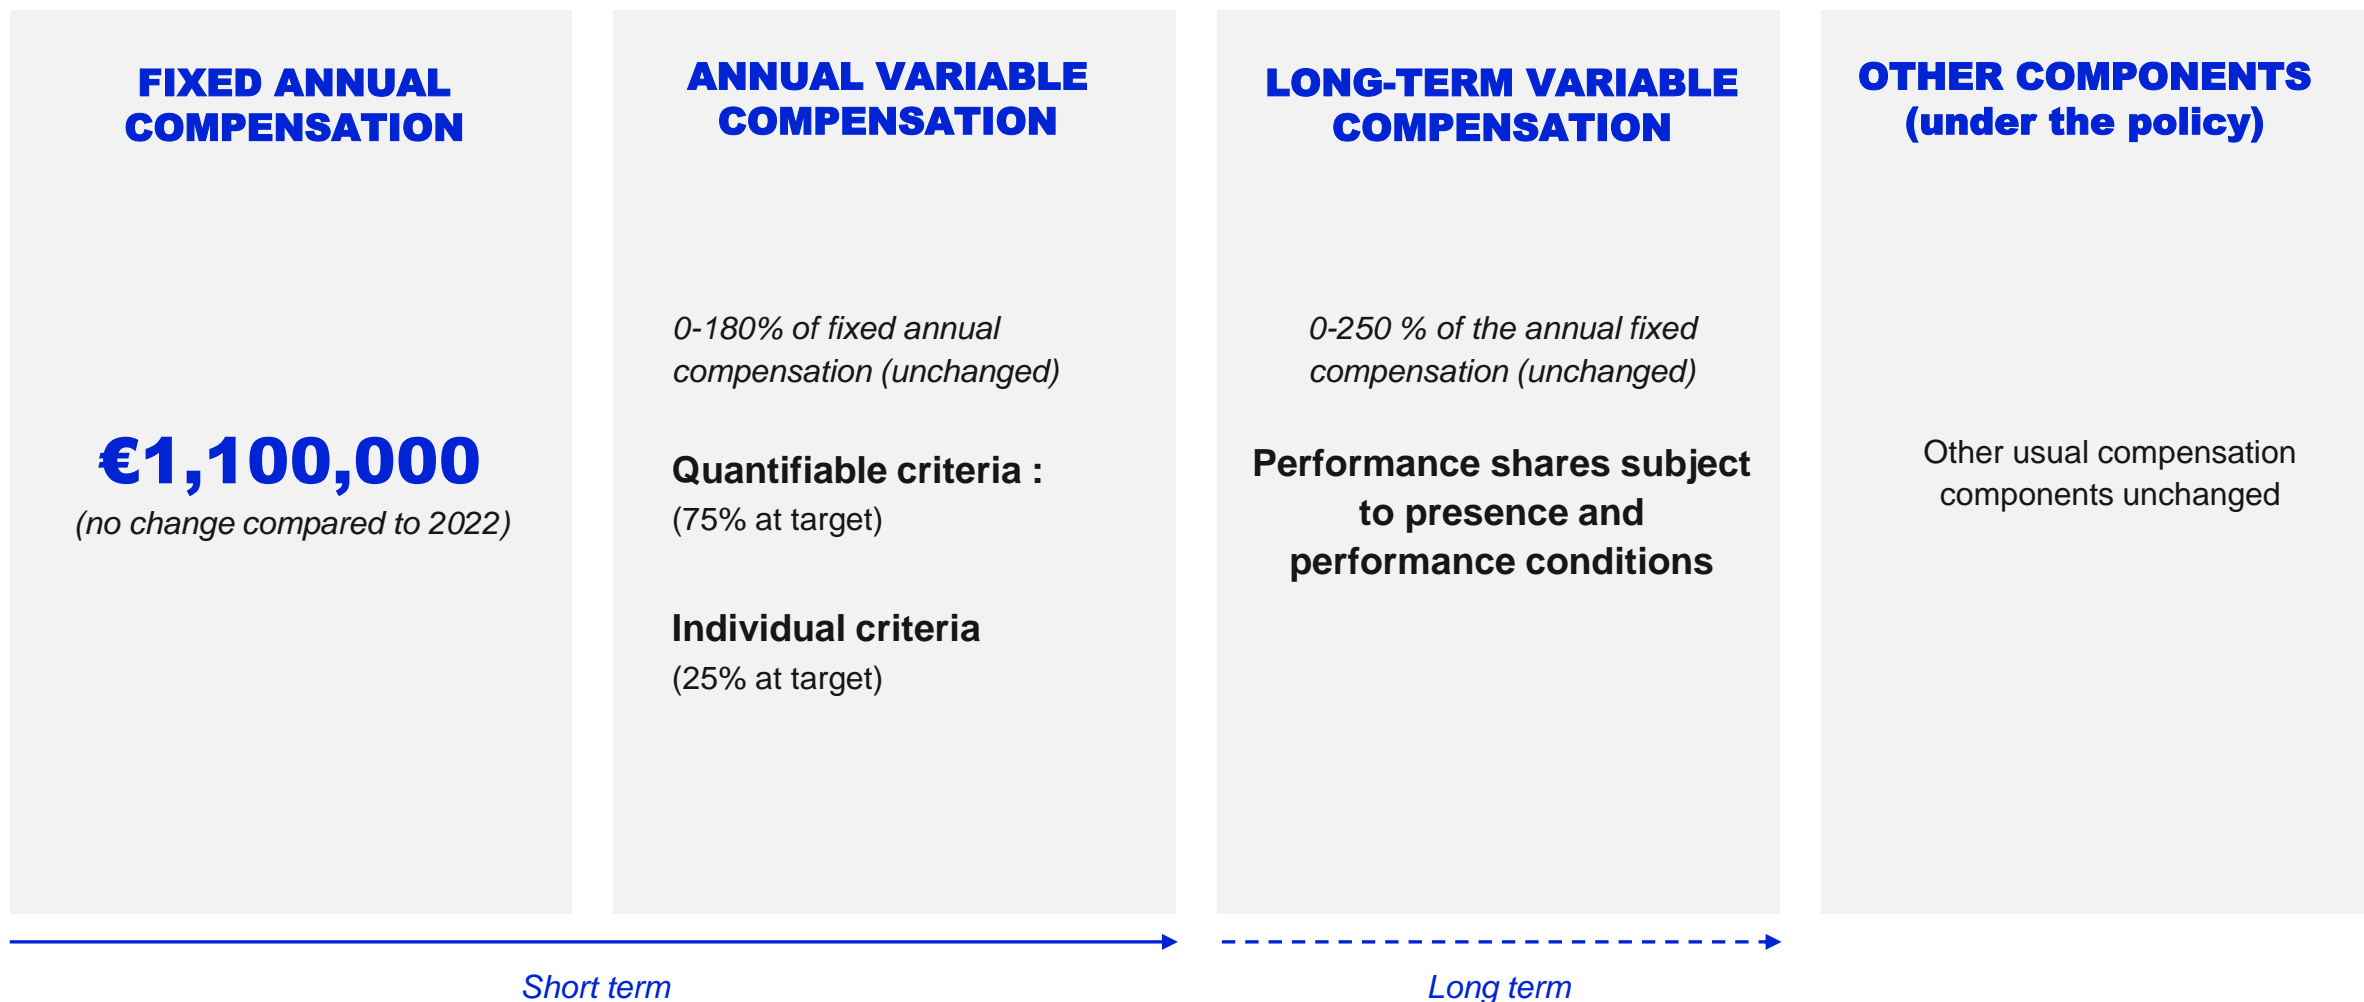 FIXED ANNUAL
COMPENSATION
€1,100,000
(no change compared to 2022)
ANNUAL VARIABLE
COMPENSATION
0-180% of fixed annual
compensation (unchanged)
Quantifiable criteria :
(75% at target)
Individual criteria
(25% at target)
LONG-TERM VARIABLE
COMPENSATION
0-250 % of the annual fixed
compensation (unchanged)
Performance shares subject
to presence and
performance conditions
OTHER COMPONENTS
(under the policy)
Other usual compensation
components unchanged
Short term
Long term